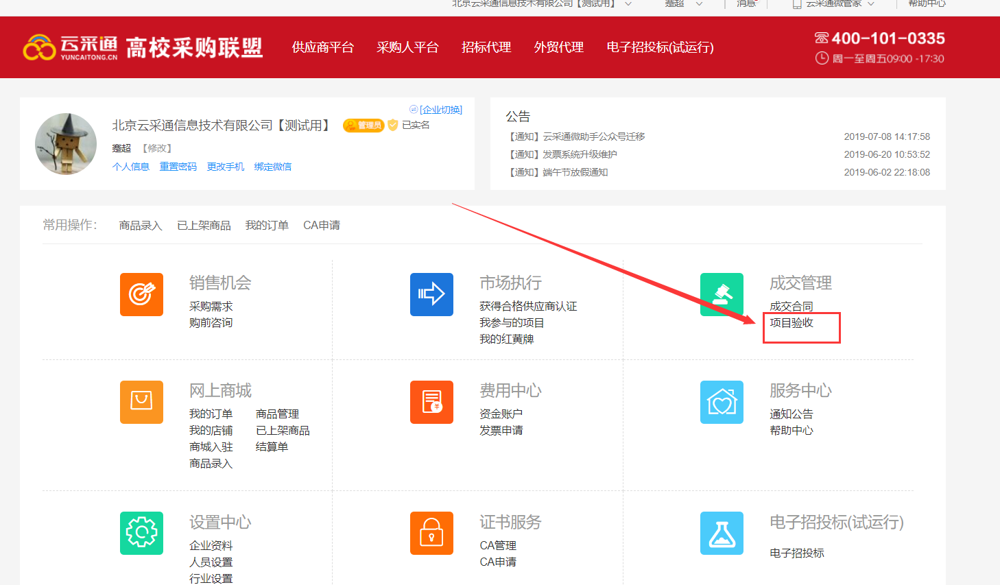 北京云采通信息技术有限公司【测试用】 蹇超 消息 云采通微管家 帮助中心
云采通 YUNCAITONG.CN 高校采购联盟 供应商平台 采购人平台 招标代理 外贸代理 电子招投标(试运行) 400-101-0335
周一至周五09:00 -17:30
[企业切换]
北京云采通信息技术有限公司【测试用】 管理员 已实名
蹇超 【修改】
个人信息 重置密码 更改手机 绑定微信
公告
【通知】云采通微助手公众号迁移 2019-07-08 14:17:58
【通知】发票系统升级维护 2019-06-20 10:53:52
【通知】端午节放假通知 2019-06-02 22:18:08
常用操作： 商品录入 已上架商品 我的订单 CA申请
销售机会
采购需求
购前咨询
市场执行
获得合格供应商认证
我参与的项目
我的红黄牌
成交管理
成交合同
项目验收
网上商城
我的订单 商品管理
我的店铺 已上架商品
商城入驻 结算单
商品录入
费用中心
资金账户
发票申请
服务中心
通知公告
帮助中心
设置中心
企业资料
人员设置
行业设置
证书服务
CA管理
CA申请
电子招投标(试运行)
电子招投标